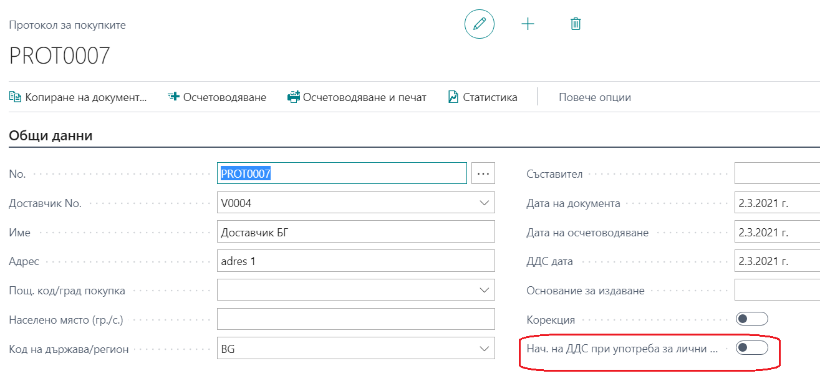 Протокол за покупките
PROT0007
Копиране на документ... Осчетоводяване Осчетоводяване и печат Статистика Повече опции
Общи данни
No. PROT0007 ... Съставител
Доставчик No. V0004 Дата на документа 2.3.2021 г.
Име Доставчик БГ Дата на осчетоводяване 2.3.2021 г.
Адрес adres 1 ДДС дата 2.3.2021 г.
Пощ. код/град покупка Основание за издаване
Населено място (гр./с.) Корекция
Код на държава/регион BG Нач. на ДДС при употреба за лични ...